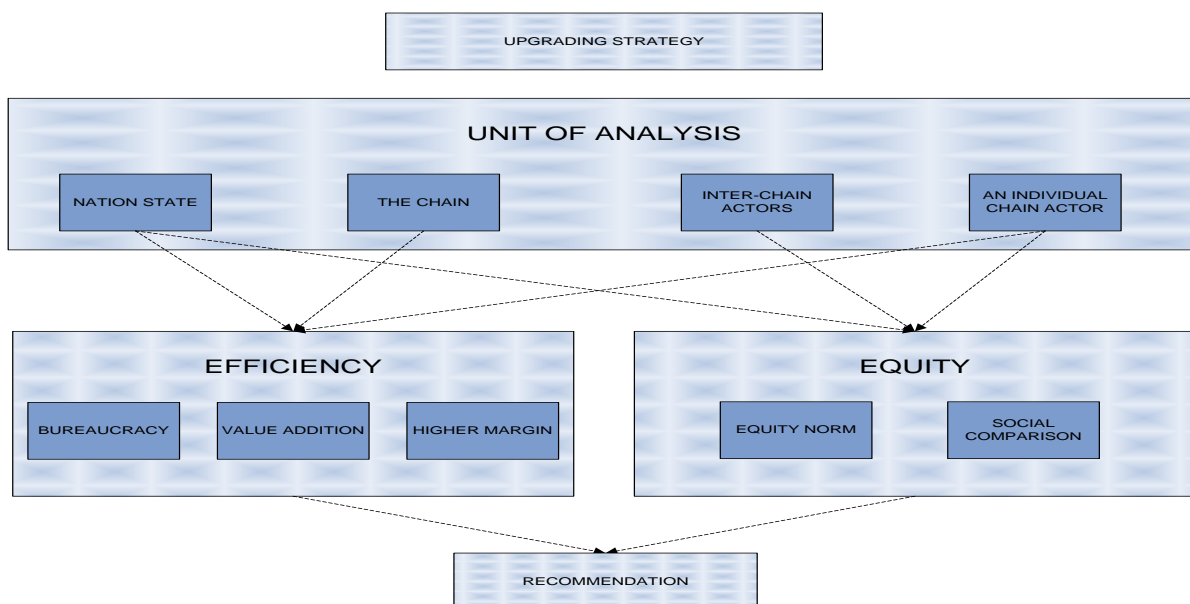 UPGRADING STRATEGY
UNIT OF ANALYSIS
NATION STATE
THE CHAIN
INTER-CHAIN
ACTORS
AN INDIVIDUAL
CHAIN ACTOR
EFFICIENCY
BUREAUCRACY
VALUE ADDITION
HIGHER MARGIN
EQUITY
EQUITY NORM
SOCIAL
COMPARISON
RECOMMENDATION